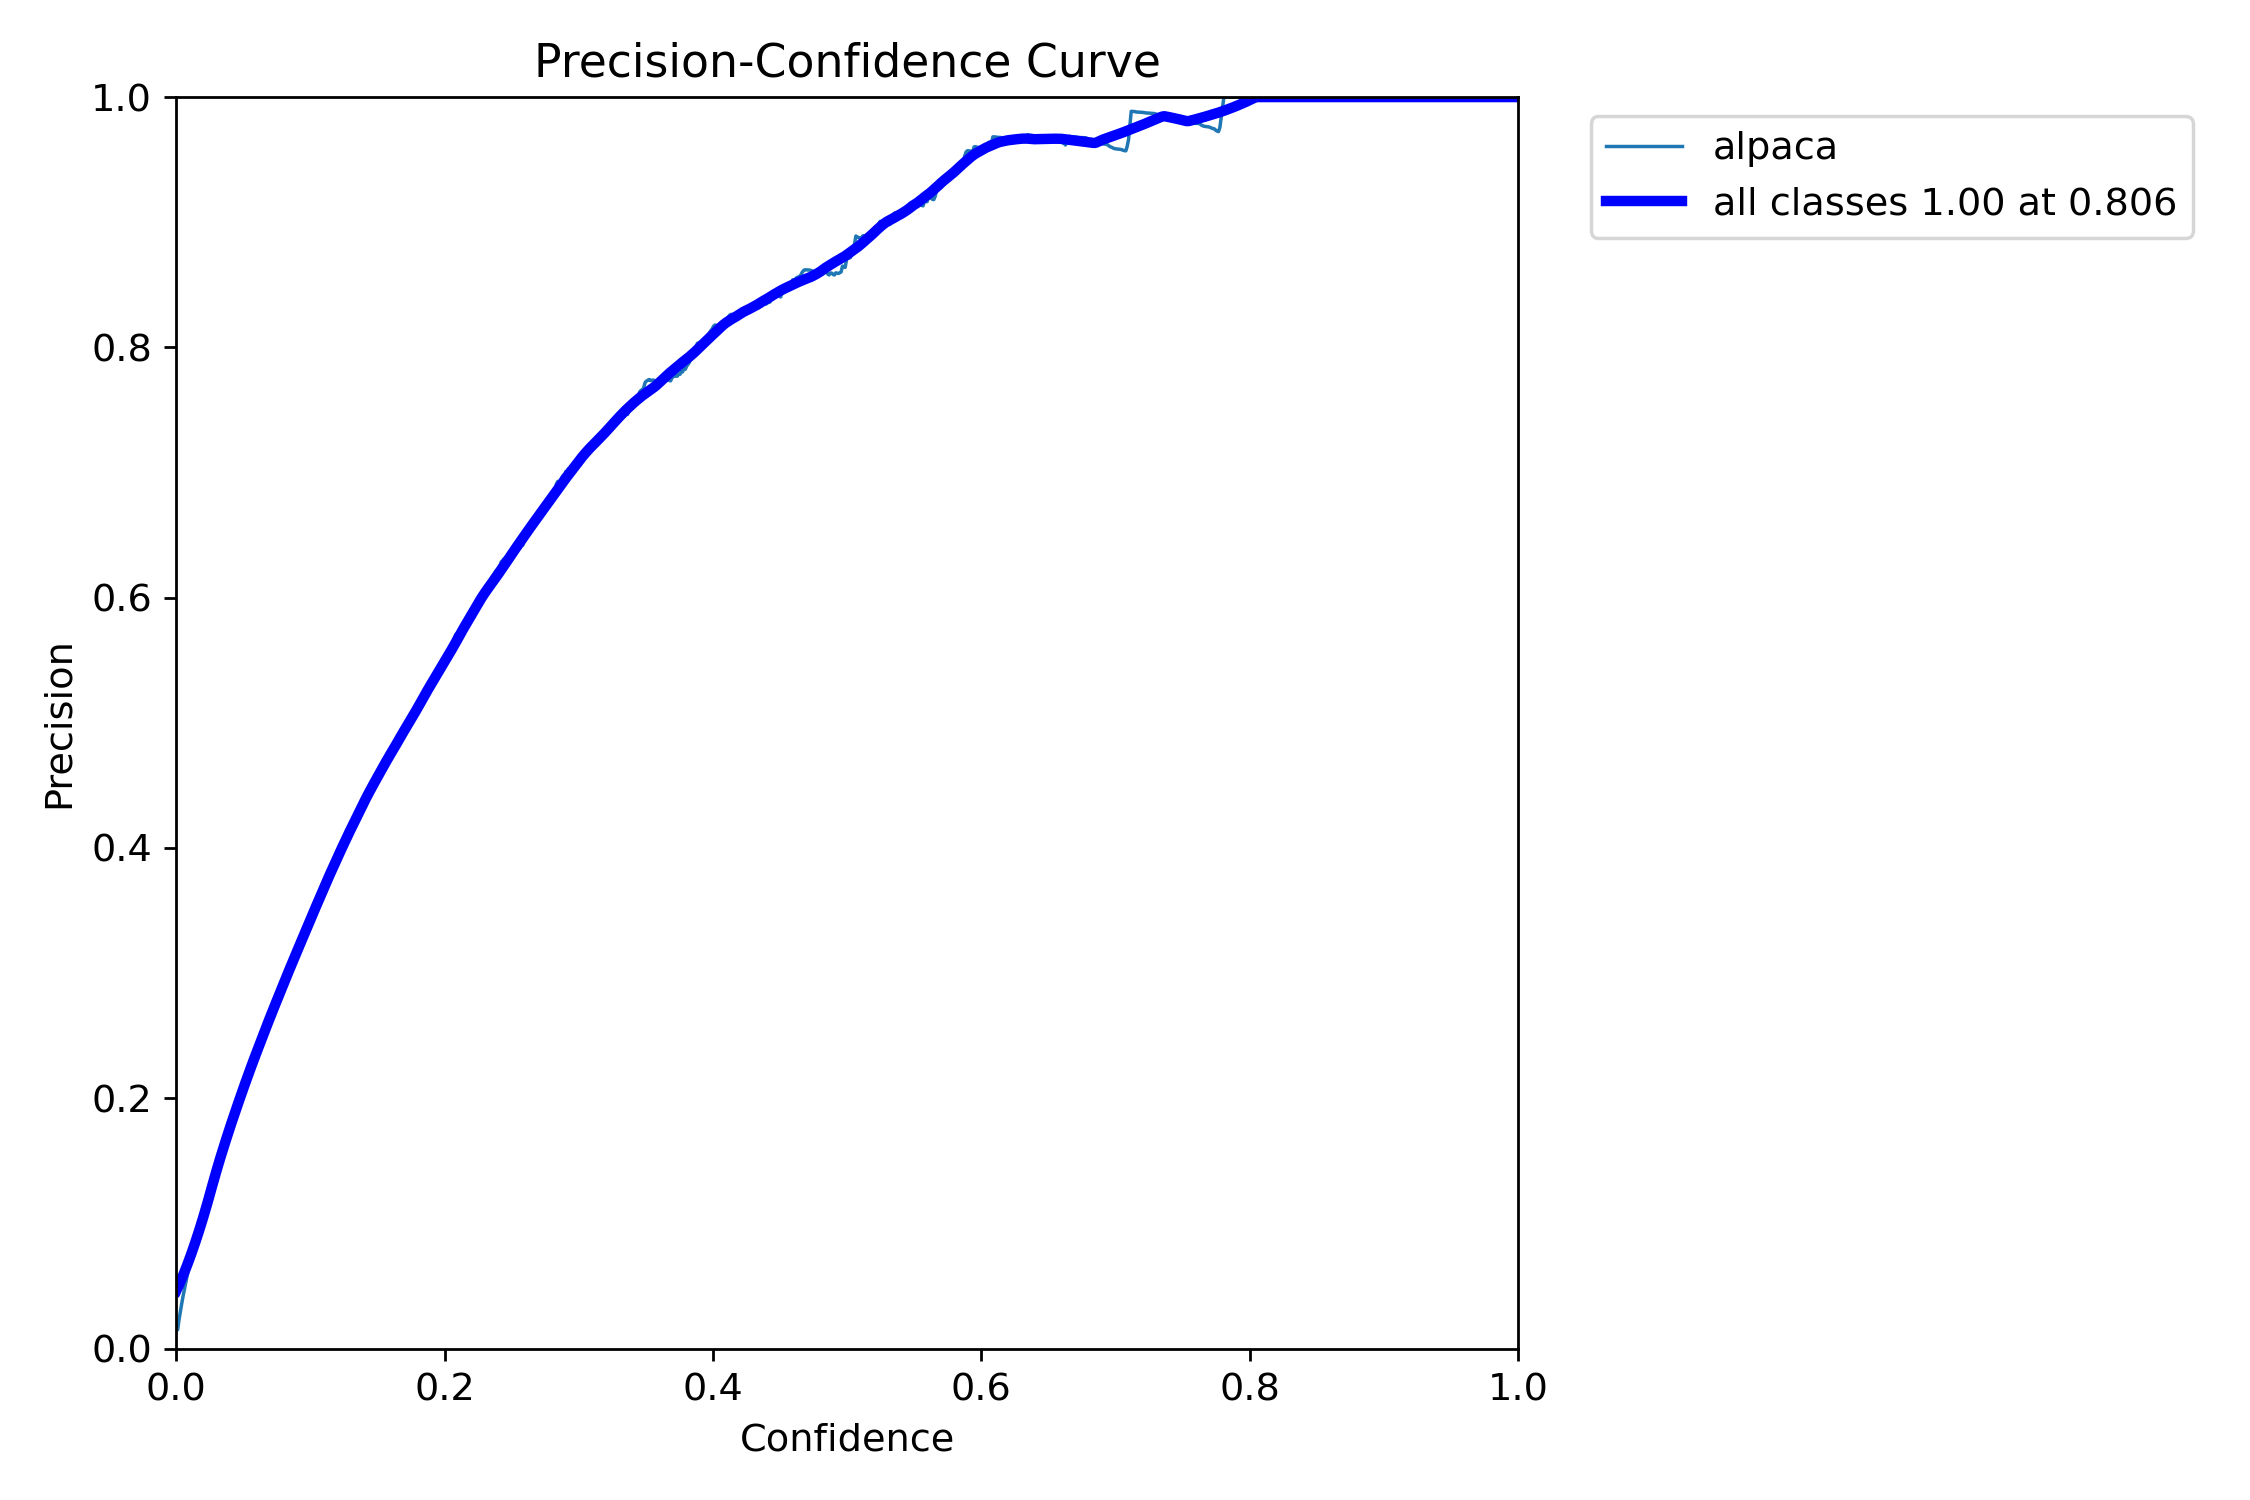 Precision-Confidence Curve
1.0
0.8
0.6
0.4
0.2
0.0
Precision
0.0 0.2 0.4 0.6 0.8 1.0
Confidence
alpaca
all classes 1.00 at 0.806